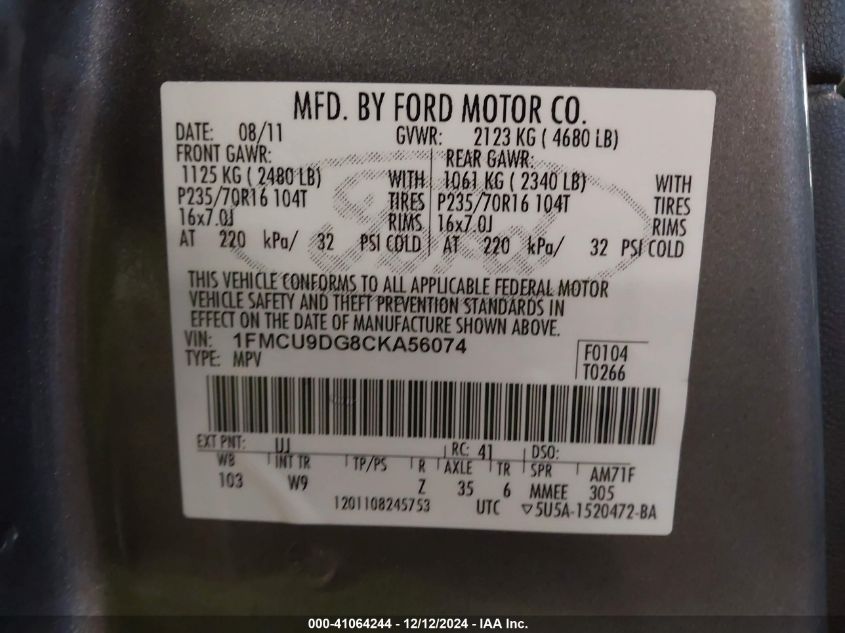 MFD. BY FORD MOTOR CO.
DATE: 08/11 GVWR: 2123 KG ( 4680 LB)
FRONT GAWR: REAR GAWR:
1125 KG ( 2480 LB) WITH 1061 KG ( 2340 LB) WITH
P235/70R16 104T TIRES P235/70R16 104T TIRES
16x7.0J RIMS 16x7.0J RIMS
AT 220 kPa/ 32 PSI COLD AT 220 kPa/ 32 PSI COLD
THIS VEHICLE CONFORMS TO ALL APPLICABLE FEDERAL MOTOR
VEHICLE SAFETY AND THEFT PREVENTION STANDARDS IN
EFFECT ON THE DATE OF MANUFACTURE SHOWN ABOVE.
VIN: 1FMCU9DG8CKA56074 F0104
TYPE: MPV T0266
EXT PNT: UJ RC: 41 DSO:
WB INT TR TP/PS R AXLE TR SPR AM71F
103 W9 Z 35 6 MMEE 305
1201108245753 UTC ▽5U5A-1520472-BA
000-41064244 - 12/12/2024 - IAA Inc.